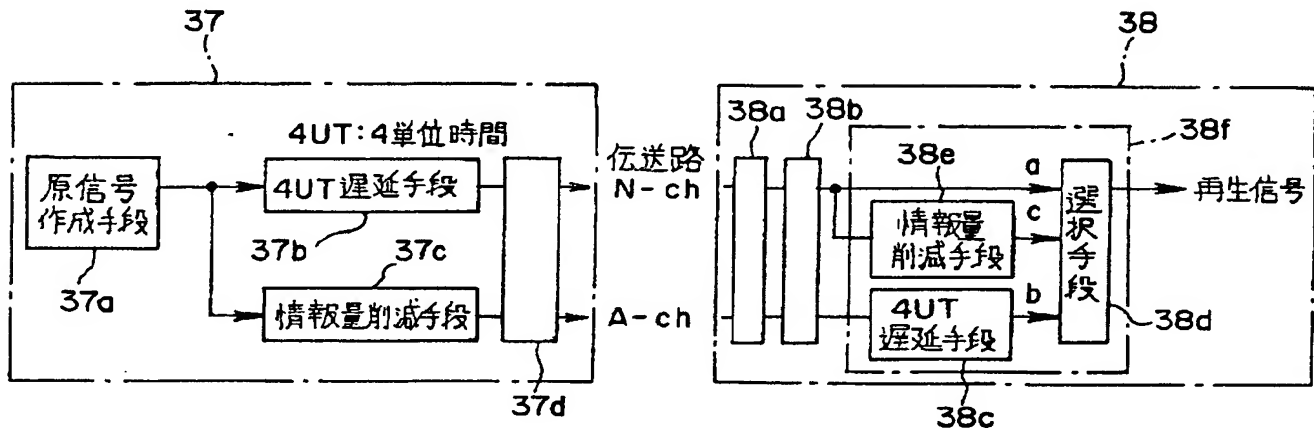 37
4UT:4単位時間
原信号
作成手段
37a
4UT遅延手段
37b
37c
情報量削減手段
37d
伝送路
N-ch
A-ch
38
38a
38b
38f
38e
a
情報量
削減手段
c
4UT
遅延手段
b
38c
選択手段
38d
再生信号